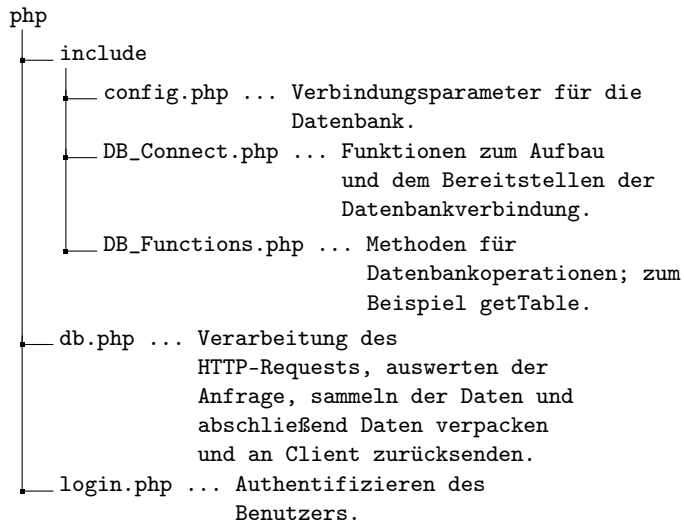 php
include
config.php ... Verbindungsparameter für die
Datenbank.
DB_Connect.php ... Funktionen zum Aufbau
und dem Bereitstellen der
Datenbankverbindung.
DB_Functions.php ... Methoden für
Datenbankoperationen; zum
Beispiel getTable.
db.php ... Verarbeitung des
HTTP-Requests, auswerten der
Anfrage, sammeln der Daten und
abschließend Daten verpacken
und an Client zurücksenden.
login.php ... Authentifizieren des
Benutzers.